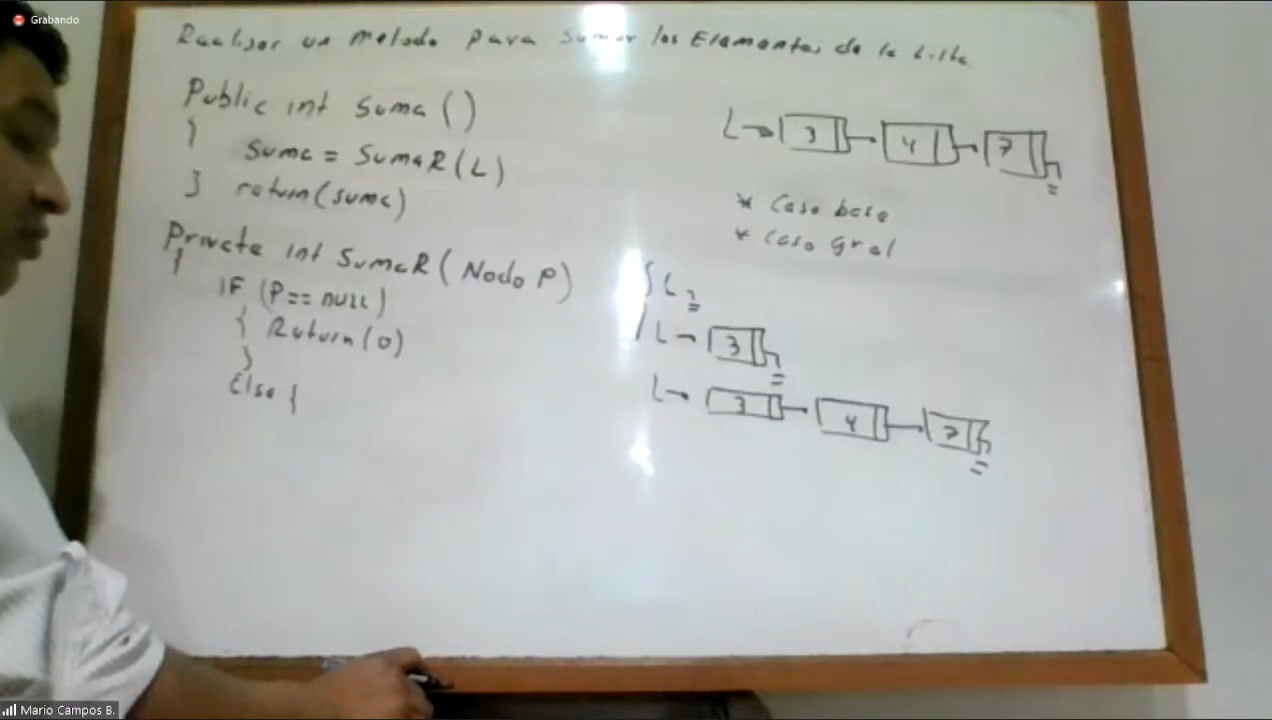 Grabando
Realizar un Metodo para Sumar los Elementos de la Lista
Public int Suma ()
{
Suma = SumaR(L)
} return(suma)
Private int SumaR ( Nodo P)
{
IF (P== null)
{ Return (0)
}
Else {
L → 3 4 7
* Caso base
* Caso gral
L
L → 3
L → 3 4 7
Mario Campos B.